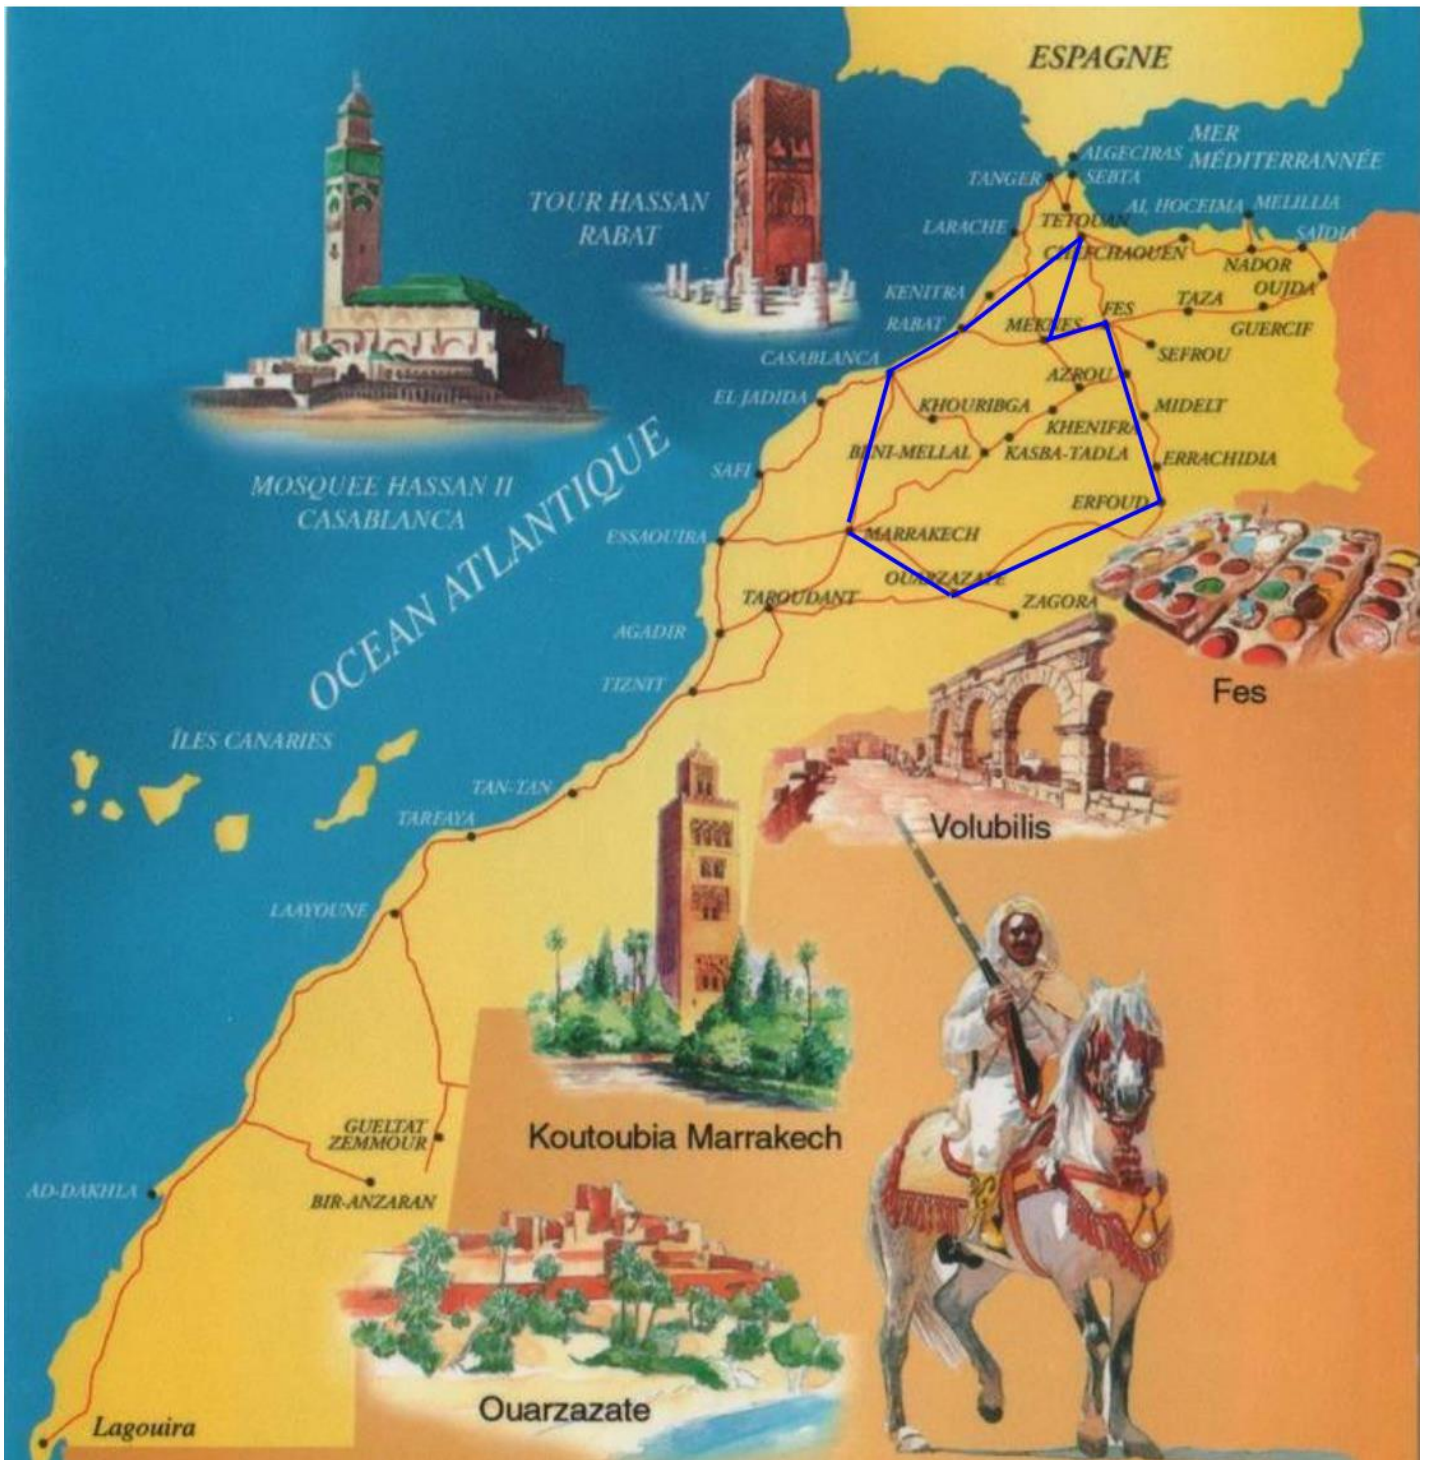 ESPAGNE
MER
MÉDITERRANNÉE
ALGECIRAS
SEBTA
TANGER
TOUR HASSAN
RABAT
AL HOCEIMA
MELILLIA
LARACHE
TETOUAN
SAÏDIA
CHEFCHAOUEN
NADOR
OUJDA
KENITRA
TAZA
FES
RABAT
MEKNES
GUERCIF
SEFROU
CASABLANCA
AZROU
EL JADIDA
KHOURIBGA
MIDELT
KHENIFRA
BENI-MELLAL
KASBA-TADLA
ERRACHIDIA
SAFI
MOSQUEE HASSAN II
CASABLANCA
ERFOUD
OCEAN ATLANTIQUE
ESSAOUIRA
MARRAKECH
OUARZAZATE
TAROUDANT
ZAGORA
AGADIR
TIZNIT
Fes
ÎLES CANARIES
TAN-TAN
TARFAYA
Volubilis
LAAYOUNE
GUELTAT
ZEMMOUR
Koutoubia Marrakech
AD-DAKHLA
BIR-ANZARAN
Ouarzazate
Lagouira